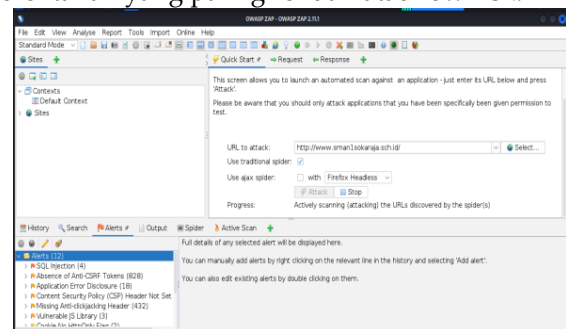 OWASP ZAP - OWASP ZAP 2.11.1
File Edit View Analyse Report Tools Import Online Help
Standard Mode
Sites
Quick Start Request Response
Contexts
Default Context
Sites
This screen allows you to launch an automated scan against an application - just enter its URL below and press
'Attack'.
Please be aware that you should only attack applications that you have been specifically been given permission to
test.
URL to attack: http://www.sman1sokaraja.sch.id/ Select...
Use traditional spider:
Use ajax spider: with Firefox Headless
Attack Stop
Progress: Actively scanning (attacking) the URLs discovered by the spider(s)
History Search Alerts Output Spider Active Scan
Alerts (12)
SQL Injection (4)
Absence of Anti-CSRF Tokens (828)
Application Error Disclosure (18)
Content Security Policy (CSP) Header Not Set
Missing Anti-clickjacking Header (432)
Vulnerable JS Library (3)
Cookie No HttpOnly Flag (2)
Full details of any selected alert will be displayed here.
You can manually add alerts by right clicking on the relevant line in the history and selecting 'Add alert'.
You can also edit existing alerts by double clicking on them.